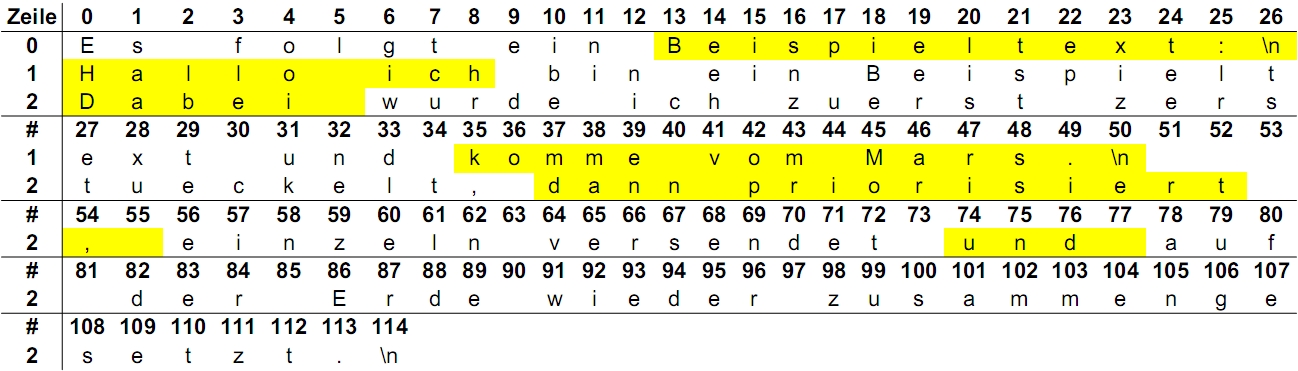 Zeile 0 1 2 3 4 5 6 7 8 9 10 11 12 13 14 15 16 17 18 19 20 21 22 23 24 25 26
0 E s f o l g t e i n B e i s p i e l t e x t : \n
1 H a l l o i c h b i n e i n B e i s p i e l t
2 D a b e i w u r d e i c h z u e r s t z e r s
# 27 28 29 30 31 32 33 34 35 36 37 38 39 40 41 42 43 44 45 46 47 48 49 50 51 52 53
1 e x t u n d k o m m e v o m M a r s . \n
2 t u e c k e l t , d a n n p r i o r i s i e r t
# 54 55 56 57 58 59 60 61 62 63 64 65 66 67 68 69 70 71 72 73 74 75 76 77 78 79 80
2 , e i n z e l n v e r s e n d e t u n d a u f
# 81 82 83 84 85 86 87 88 89 90 91 92 93 94 95 96 97 98 99 100 101 102 103 104 105 106 107
2 d e r E r d e w i e d e r z u s a m m e n g e
# 108 109 110 111 112 113 114
2 s e t z t . \n